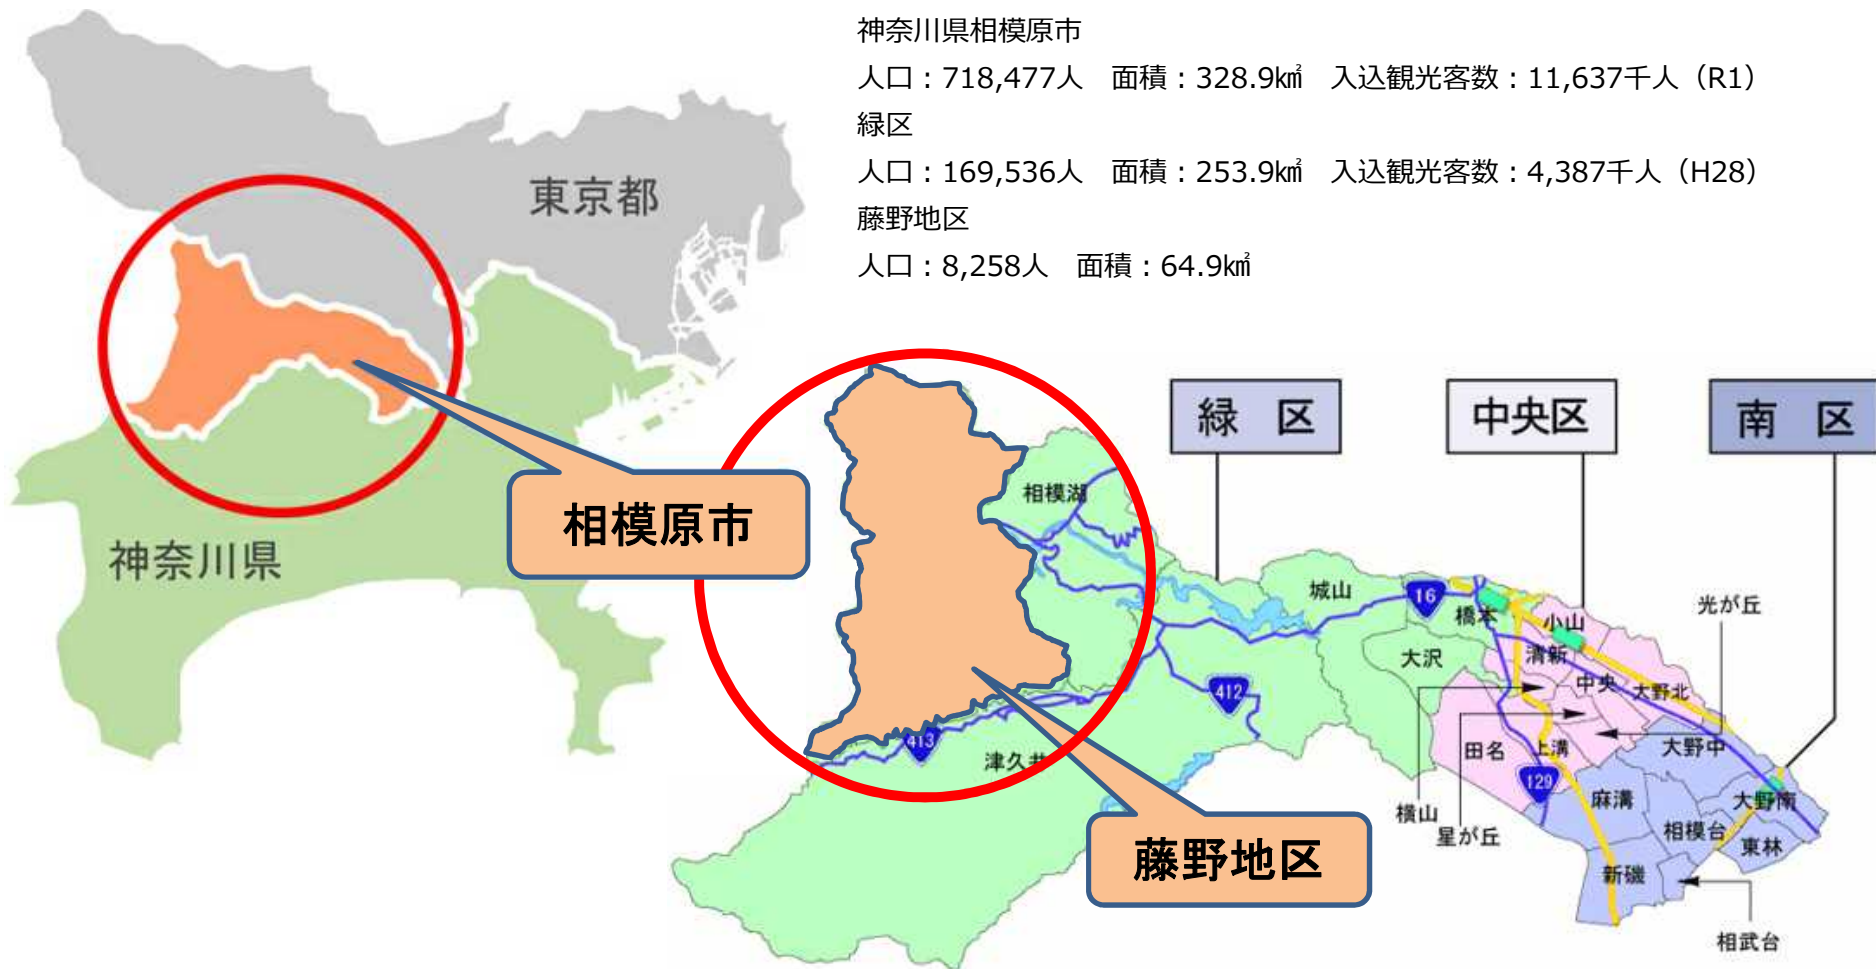 神奈川県相模原市
人口：718,477人　面積：328.9㎢　入込観光客数：11,637千人（R1）
緑区
人口：169,536人　面積：253.9㎢　入込観光客数：4,387千人（H28）
藤野地区
人口：8,258人　面積：64.9㎢
東京都
相模原市
神奈川県
緑　区
中央区
南　区
相模湖
城山
16
橋本
小山
光が丘
大沢
清新
中央
大野北
412
413
津久井
田名
上溝
大野中
129
横山
星が丘
麻溝
大野南
相模台
東林
藤野地区
新磯
相武台